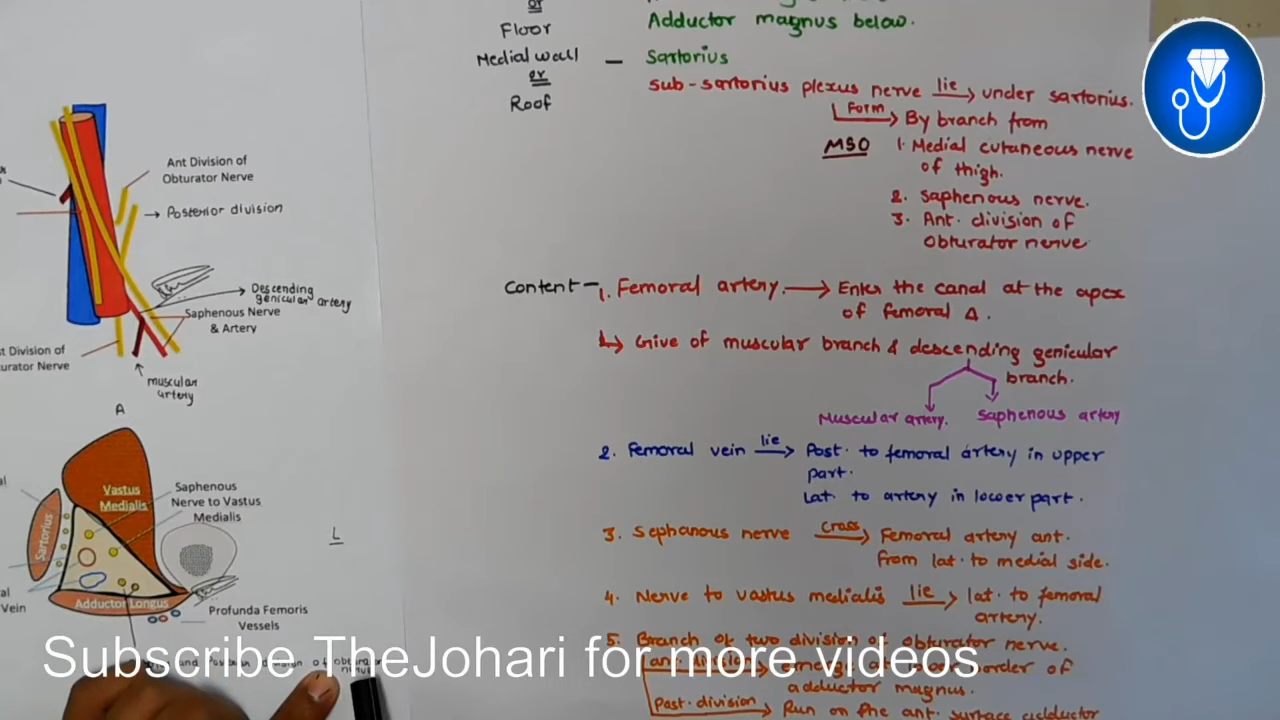 or
Floor
Adductor magnus below.
Medial wall
or
Roof
— Sartorius
Sub-sartorius plexus nerve lie → under sartorius.
Form → By branch from
MSO 1. Medial cutaneous nerve
of thigh.
2. Saphenous nerve.
3. Ant. division of
obturator nerve
Content – 1. Femoral artery. → Enter the canal at the apex
of femoral Δ.
↳ Give of muscular branch & descending genicular
branch.
Muscular artery. Saphenous artery
2. Femoral vein lie → Post. to femoral artery in upper
part.
Lat. to artery in lower part.
3. Sephanous nerve Cross → Femoral artery ant.
from lat. to medial side.
4. Nerve to vastus medialis lie → lat. to femoral
artery.
5. Branch of two division of obturator nerve.
ant. division →
order of
adductor magnus.
Post. division → Run on the ant. surface adductor
Ant Division of
Obturator Nerve
→ Posterior division
Descending
genicular artery
Saphenous Nerve
& Artery
t Division of
urator Nerve
muscular
artery
A
Vastus
Medialis
Saphenous
Nerve to Vastus
Medialis
Sartorius
L
Adductor Longus
Vein
Profunda Femoris
Vessels
Subscribe TheJohari for more videos